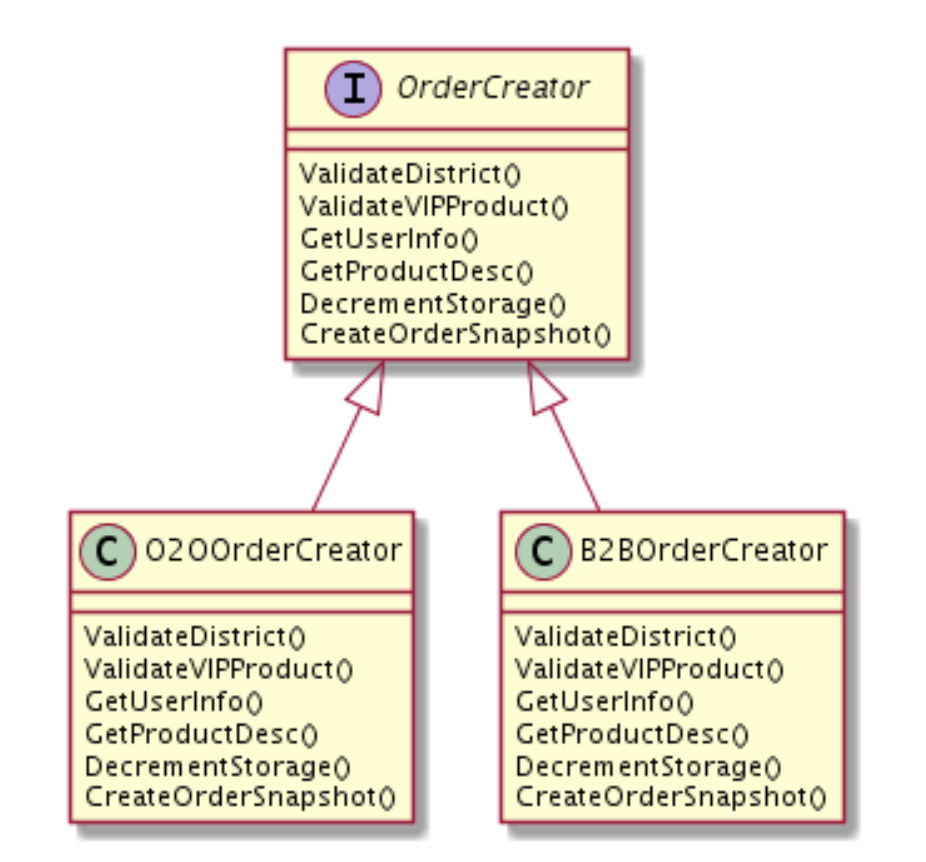 I OrderCreator
ValidateDistrict()
ValidateVIPProduct()
GetUserInfo()
GetProductDesc()
DecrementStorage()
CreateOrderSnapshot()
C O2OOrderCreator
ValidateDistrict()
ValidateVIPProduct()
GetUserInfo()
GetProductDesc()
DecrementStorage()
CreateOrderSnapshot()
C B2BOrderCreator
ValidateDistrict()
ValidateVIPProduct()
GetUserInfo()
GetProductDesc()
DecrementStorage()
CreateOrderSnapshot()